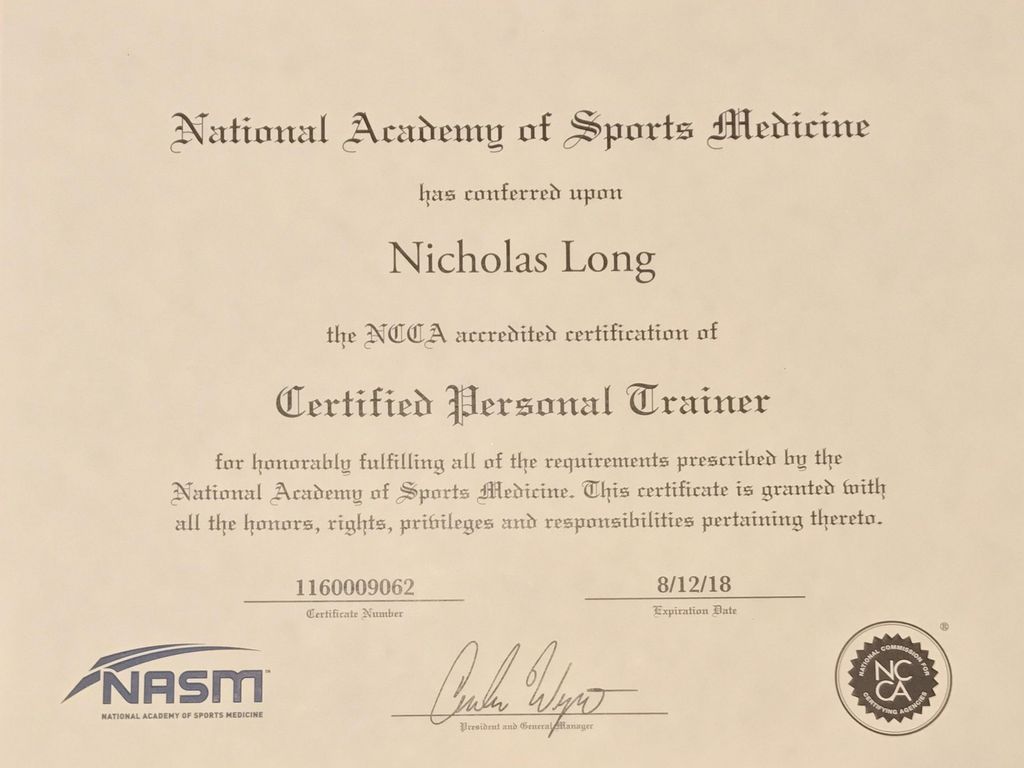 National Academy of Sports Medicine
has conferred upon
Nicholas Long
the NCCA accredited certification of
Certified Personal Trainer
for honorably fulfilling all of the requirements prescribed by the
National Academy of Sports Medicine. This certificate is granted with
all the honors, rights, privileges and responsibilities pertaining thereto.
1160009062
Certificate Number
8/12/18
Expiration Date
NASM™
NATIONAL ACADEMY OF SPORTS MEDICINE
President and General Manager
®
NATIONAL COMMISSION FOR
NC
CA
CERTIFYING AGENCIES